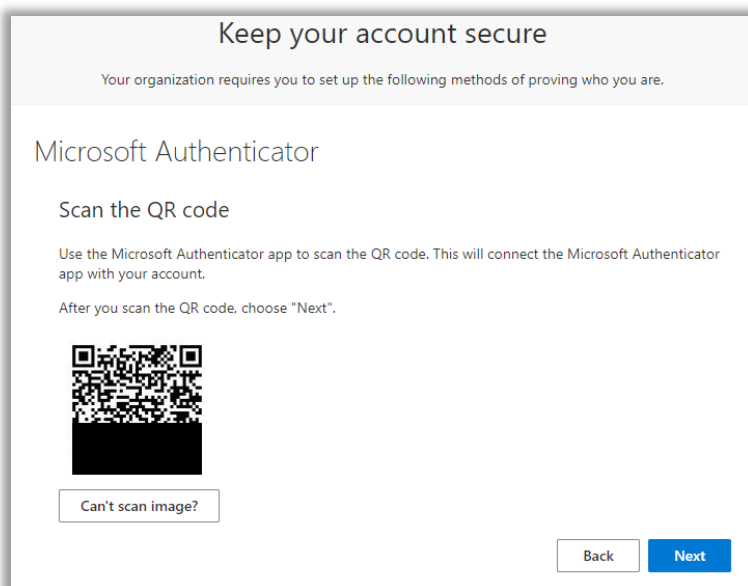 Keep your account secure
Your organization requires you to set up the following methods of proving who you are.
Microsoft Authenticator
Scan the QR code
Use the Microsoft Authenticator app to scan the QR code. This will connect the Microsoft Authenticator
app with your account.
After you scan the QR code, choose "Next".
Can't scan image?
Back
Next